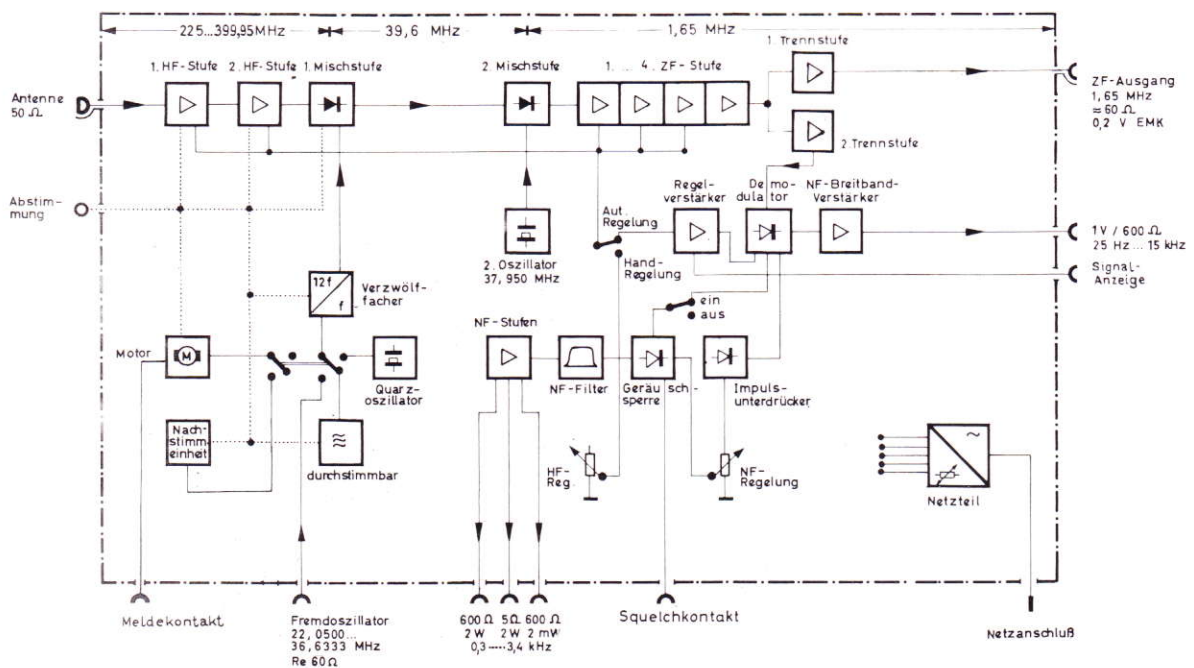 225...399,95MHz
39,6 MHz
1,65 MHz
1. HF-Stufe
2. HF-Stufe
1. Mischstufe
2. Mischstufe
1. ... 4. ZF-Stufe
1. Trennstufe
Antenne
50 Ω
ZF-Ausgang
1,65 MHz
≈ 60 Ω
0,2 V EMK
2. Trennstufe
Abstim-
mung
Regel-
verstärker
De mo-
dulator
NF-Breitband-
Verstärker
Aut.
Regelung
Hand-
Regelung
1V / 600 Ω
25 Hz ... 15 kHz
Signal-
Anzeige
2. Oszillator
37, 950 MHz
12f
f
Verzwölf-
facher
ein
aus
NF-Stufen
Motor
M
Quarz-
oszillator
NF-Filter
Geräusch-
sperre
Impuls-
unterdrücker
Nach-
stimm-
einheit
durchstimmbar
HF-
Reg.
NF-
Regelung
~
Netzteil
Meldekontakt
Fremdoszillator
22, 0500...
36,6333 MHz
Re 60 Ω
600 Ω 5Ω 600 Ω
2 W 2W 2 mW
0,3 ····· 3,4 kHz
Squelchkontakt
Netzanschluß